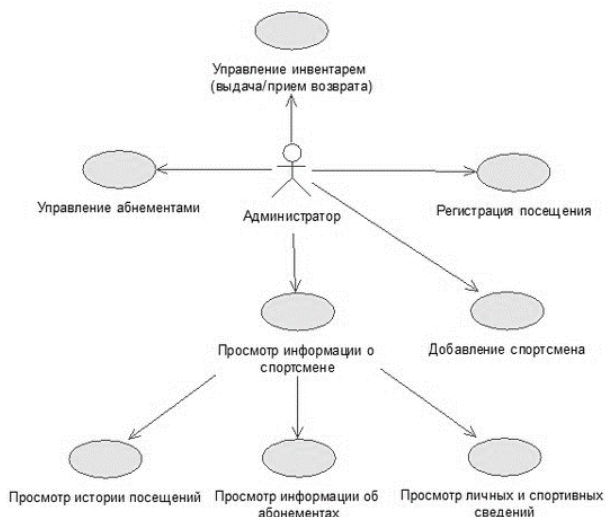 Управление инвентарем
(выдача/прием возврата)
Управление абнементами
Администратор
Регистрация посещения
Просмотр информации о
спортсмене
Добавление спортсмена
Просмотр истории посещений
Просмотр информации об
абонементах
Просмотр личных и спортивных
сведений